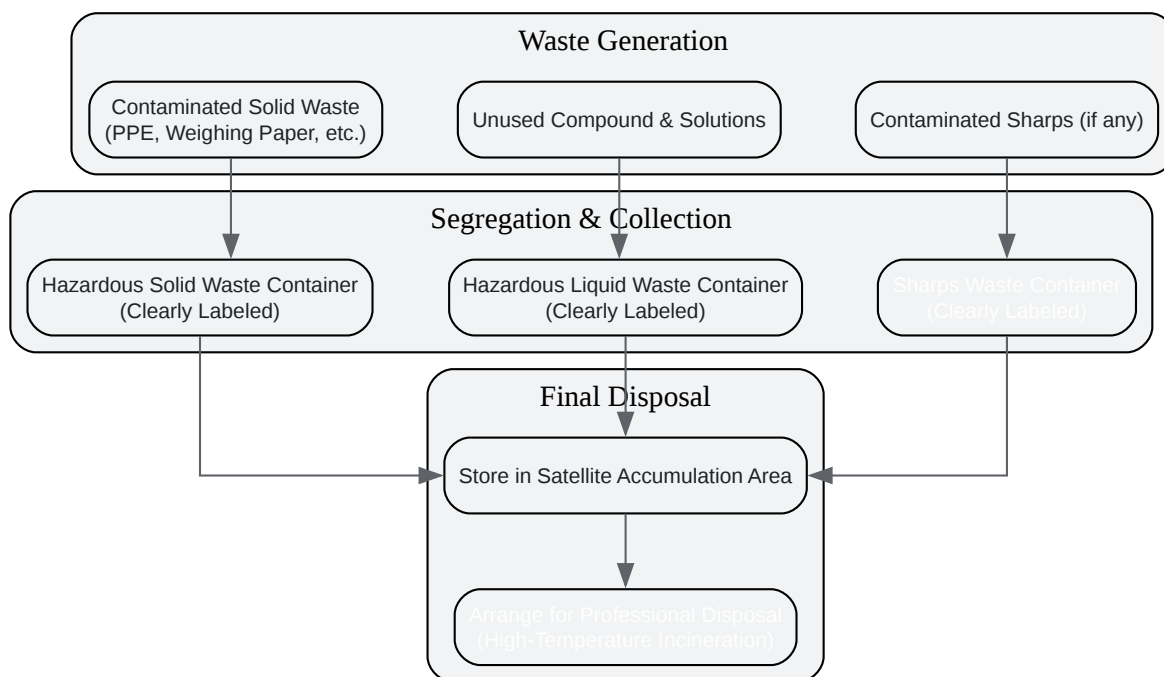 Waste Generation
Contaminated Solid Waste
(PPE, Weighing Paper, etc.)
Unused Compound & Solutions
Contaminated Sharps (if any)
Segregation & Collection
Hazardous Solid Waste Container
(Clearly Labeled)
Hazardous Liquid Waste Container
(Clearly Labeled)
Sharps Waste Container
(Clearly Labeled)
Final Disposal
Store in Satellite Accumulation Area
Arrange for Professional Disposal
(High-Temperature Incineration)